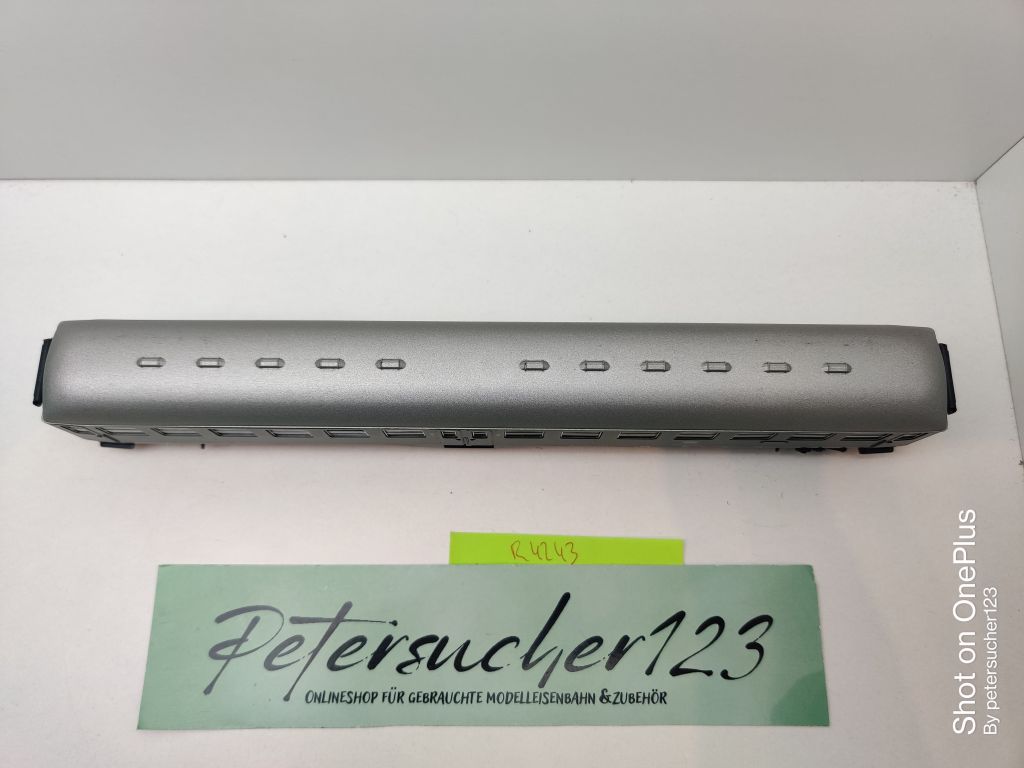 R4243
Petersucher123
ONLINESHOP FÜR GEBRAUCHTE MODELLEISENBAHN & ZUBEHÖR
Shot on OnePlus
By petersucher123